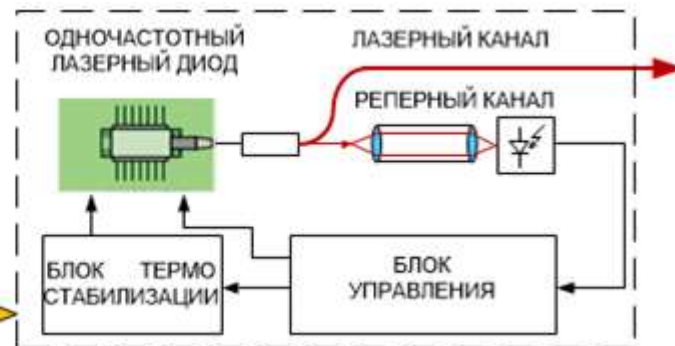 ОДНОЧАСТОТНЫЙ
ЛАЗЕРНЫЙ ДИОД
ЛАЗЕРНЫЙ КАНАЛ
РЕПЕРНЫЙ КАНАЛ
БЛОК ТЕРМО
СТАБИЛИЗАЦИИ
БЛОК
УПРАВЛЕНИЯ